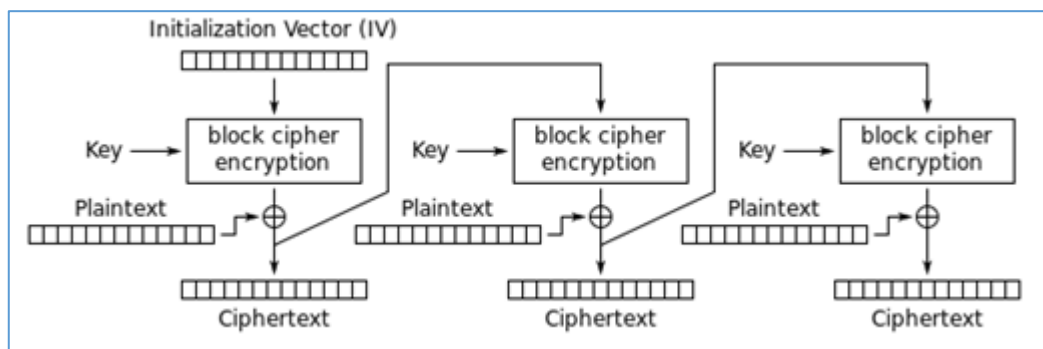 Initialization Vector (IV)
Key
block cipher
encryption
Plaintext
Ciphertext
Key
block cipher
encryption
Plaintext
Ciphertext
Key
block cipher
encryption
Plaintext
Ciphertext